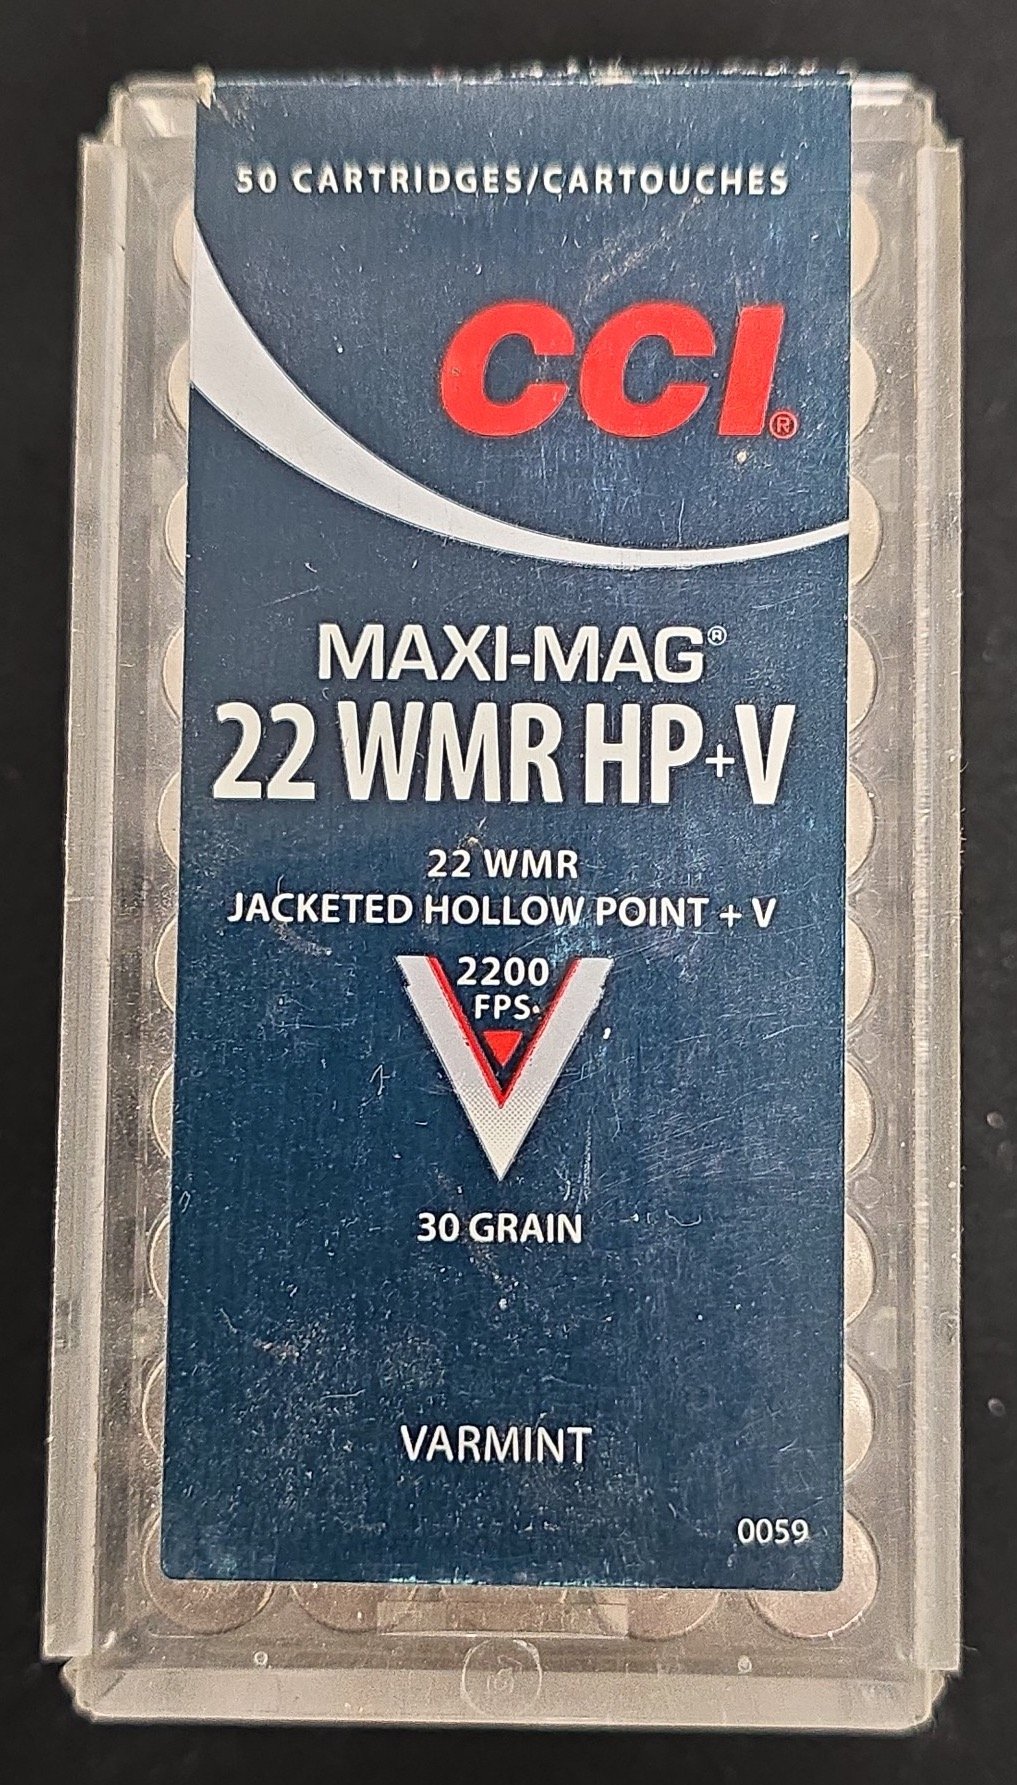 50 CARTRIDGES/CARTOUCHES
CCI®
MAXI-MAG®
22 WMR HP+V
22 WMR
JACKETED HOLLOW POINT + V
2200
FPS
30 GRAIN
VARMINT
0059